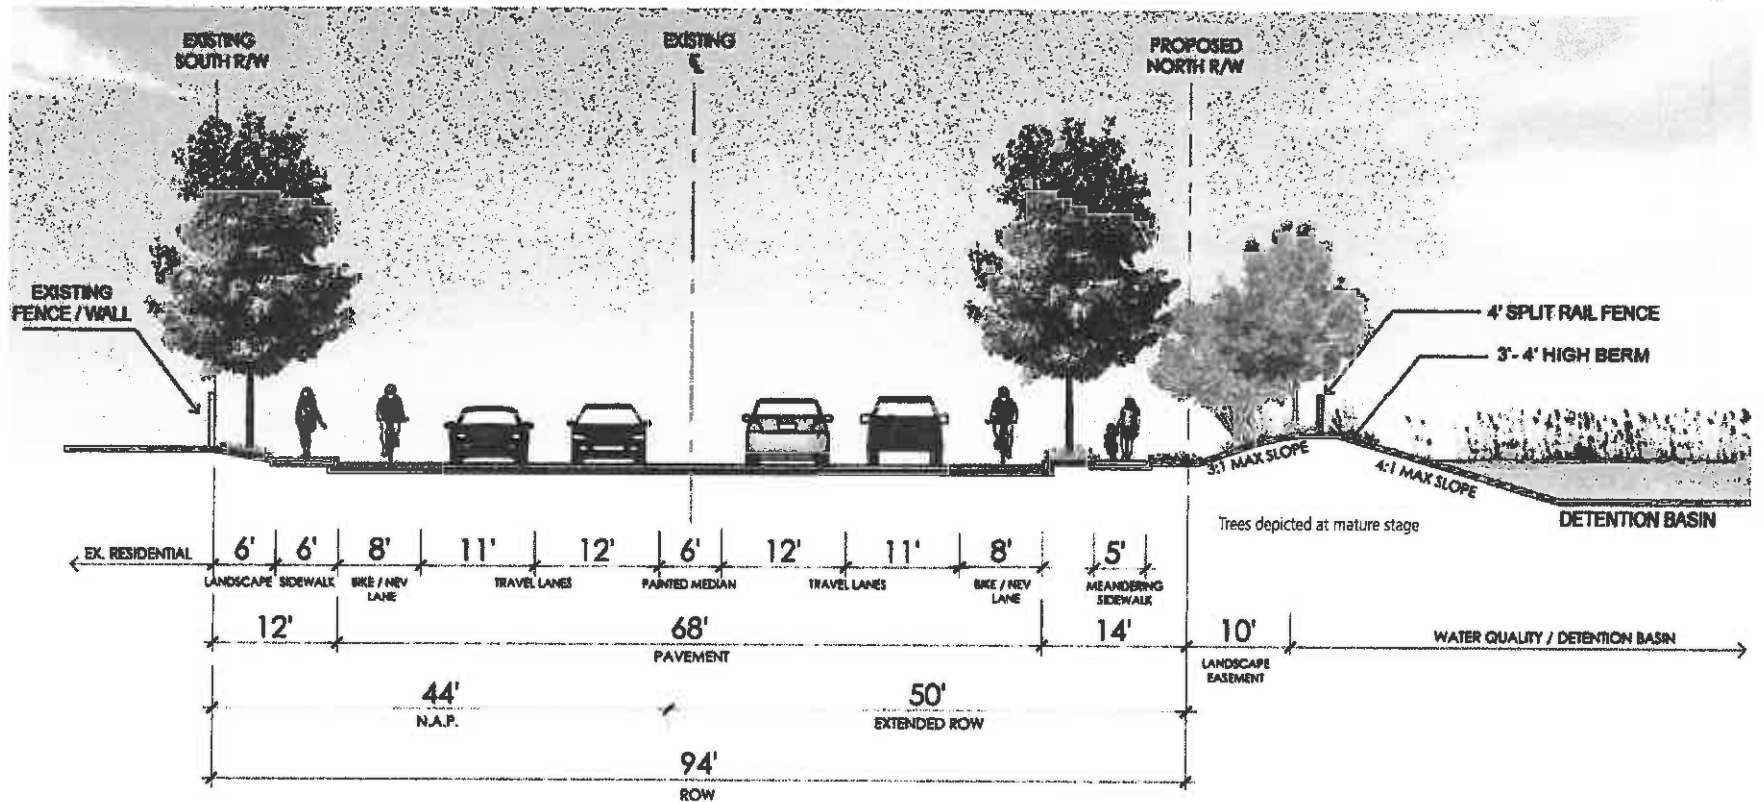 EXISTING
SOUTH R/W
EXISTING
℄
PROPOSED
NORTH R/W
EXISTING
FENCE / WALL
4' SPLIT RAIL FENCE
3'- 4' HIGH BERM
3:1 MAX SLOPE
4:1 MAX SLOPE
Trees depicted at mature stage
DETENTION BASIN
EX. RESIDENTIAL
6'
LANDSCAPE
6'
SIDEWALK
8'
BIKE / NEV
LANE
11'
12'
TRAVEL LANES
6'
PAINTED MEDIAN
12'
11'
TRAVEL LANES
8'
BIKE / NEV
LANE
5'
MEANDERING
SIDEWALK
12'
68'
PAVEMENT
14'
10'
LANDSCAPE
EASEMENT
WATER QUALITY / DETENTION BASIN
44'
N.A.P.
50'
EXTENDED ROW
94'
ROW